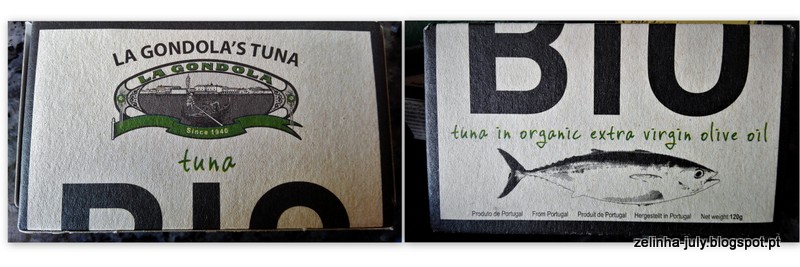 LA GONDOLA'S TUNA
LA GONDOLA
Since 1940
tuna
BIO
BIO
tuna in organic extra virgin olive oil
Produto de Portugal From Portugal Produit de Portugal Hergestellt in Portugal Net weight:120g
zelinha-july.blogspot.pt